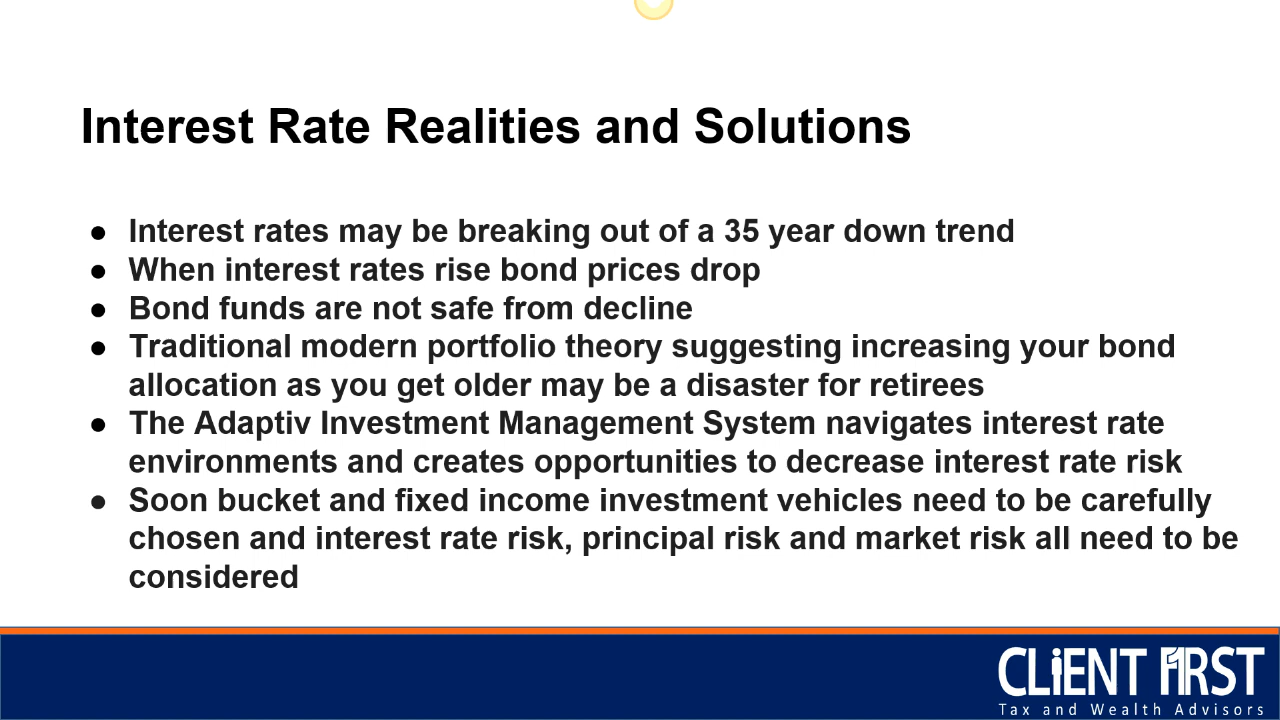 Interest Rate Realities and Solutions
● Interest rates may be breaking out of a 35 year down trend
● When interest rates rise bond prices drop
● Bond funds are not safe from decline
● Traditional modern portfolio theory suggesting increasing your bond
allocation as you get older may be a disaster for retirees
● The Adaptiv Investment Management System navigates interest rate
environments and creates opportunities to decrease interest rate risk
● Soon bucket and fixed income investment vehicles need to be carefully
chosen and interest rate risk, principal risk and market risk all need to be
considered
CLiENT FIRST
Tax and Wealth Advisors